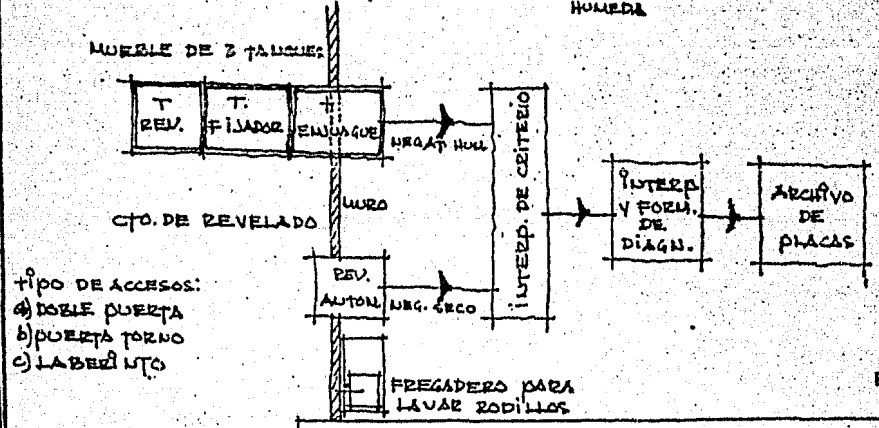 HUMEDA
MUEBLE DE 3 TANQUES
T. REV.
T. FIJADOR
T. ENJUAGUE
NEGAT. HUM.
INTERP. DE CRITERIO
INTERP.
Y FORM.
DE
DIAGN.
ARCHIVO
DE
PLACAS
CTO. DE REVELADO
MURO
REV.
AUTOM.
NEG. SECO
TIPO DE ACCESOS:
a) DOBLE PUERTA
b) PUERTA TORNO
c) LABERINTO
FREGADERO PARA
LAVAR RODILLOS